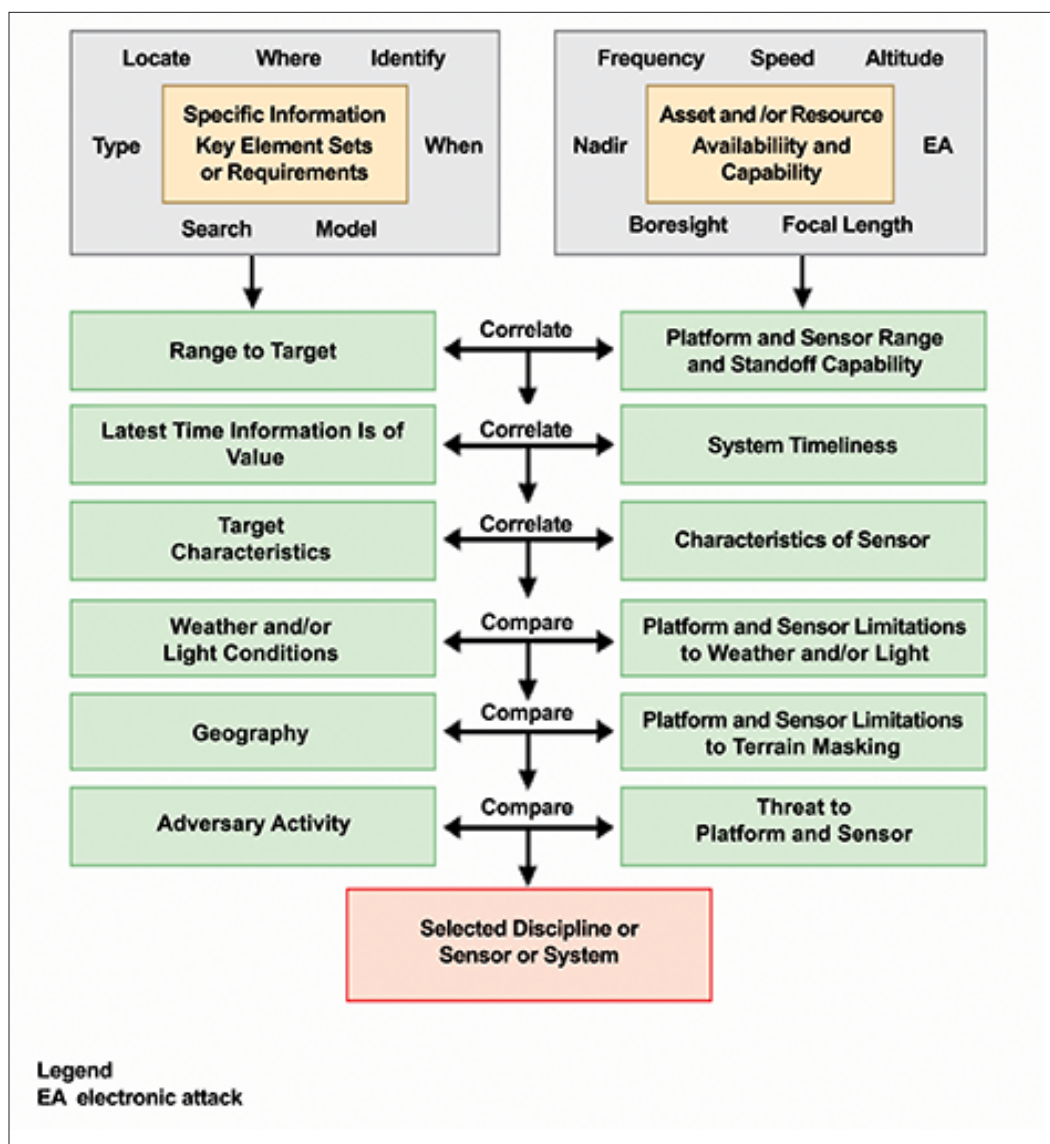 Locate Where Identify
Type
Specific Information
Key Element Sets
or Requirements
When
Search Model
Frequency Speed Altitude
Nadir
Asset and /or Resource
Availabiliity and
Capability
EA
Boresight Focal Length
Range to Target
Correlate
Platform and Sensor Range
and Standoff Capability
Latest Time Information Is of
Value
Correlate
System Timeliness
Target
Characteristics
Correlate
Characteristics of Sensor
Weather and/or
Light Conditions
Compare
Platform and Sensor Limitations
to Weather and/or Light
Geography
Compare
Platform and Sensor Limitations
to Terrain Masking
Adversary Activity
Compare
Threat to
Platform and Sensor
Selected Discipline or
Sensor or System
Legend
EA electronic attack